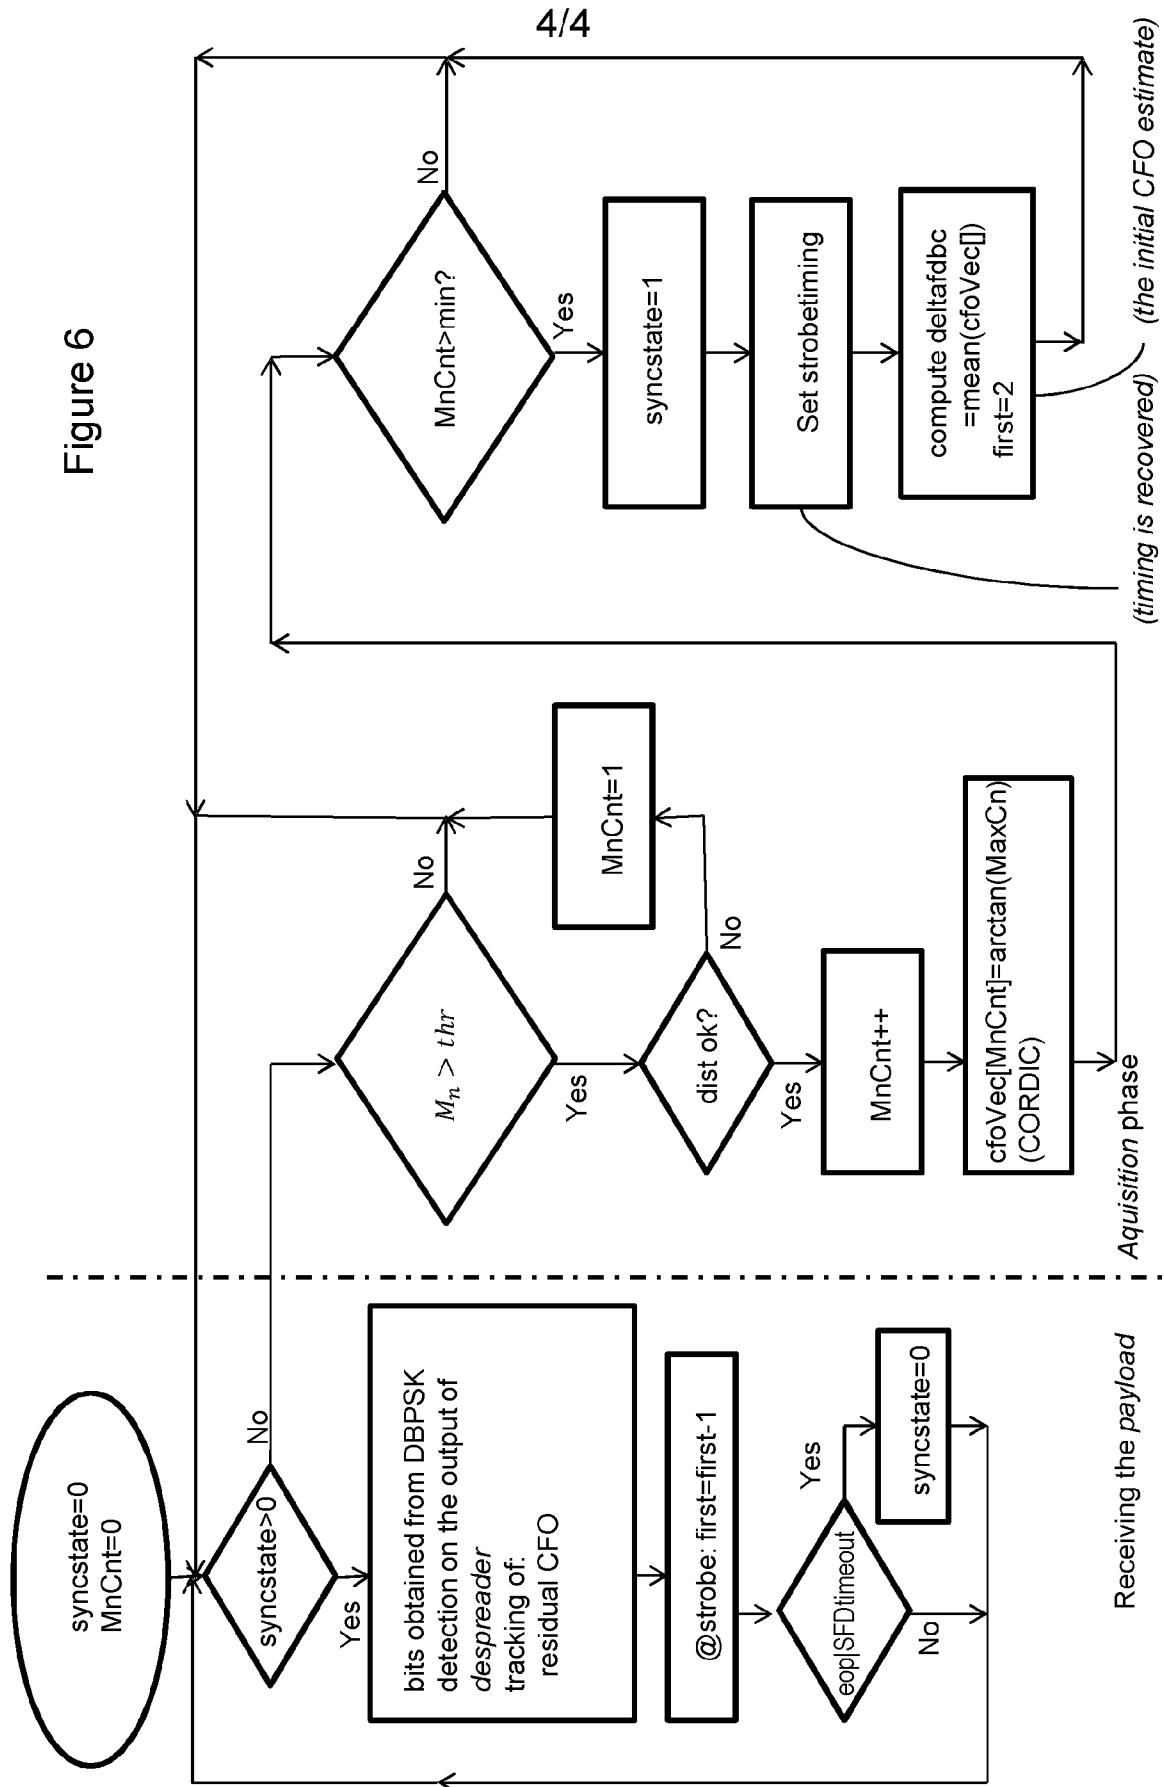 4/4
Figure 6
syncstate=0
MnCnt=0
syncstate>0
No
Yes
bits obtained from DBPSK
detection on the output of
despreader
tracking of:
residual CFO
@strobe: first=first-1
eop|SFDtimeout
Yes
No
syncstate=0
Receiving the payload
M_n > thr
No
Yes
dist ok?
No
Yes
MnCnt=1
MnCnt++
cfoVec[MnCnt]=arctan(MaxCn)
(CORDIC)
Aquisition phase
MnCnt>min?
No
Yes
syncstate=1
Set strobetiming
compute deltafdbc
=mean(cfoVec[])
first=2
(timing is recovered)
(the initial CFO estimate)